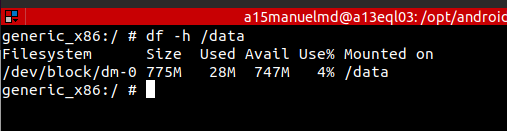 a15manuelmd@a13eql03: /opt/androi
generic_x86:/ # df -h /data
Filesystem Size Used Avail Use% Mounted on
/dev/block/dm-0 775M 28M 747M 4% /data
generic_x86:/ #